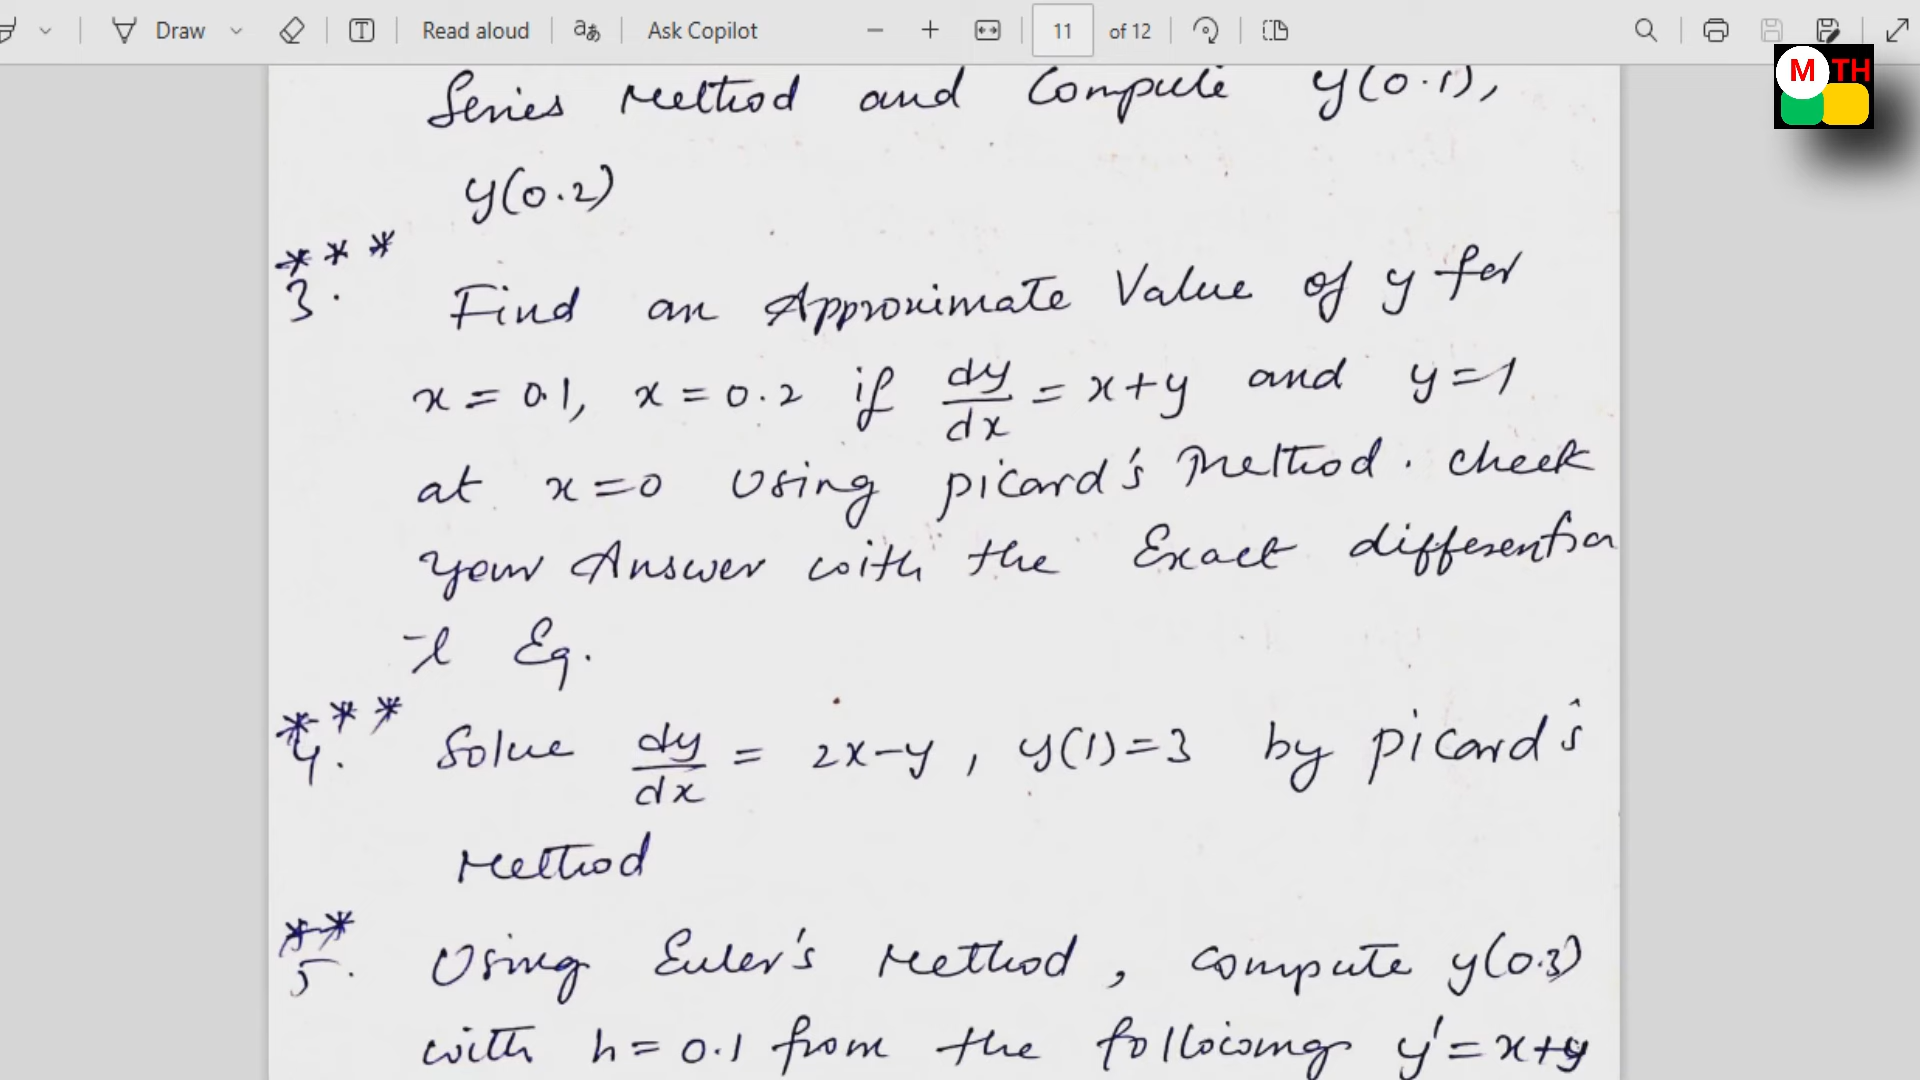 Draw Read aloud aあ Ask Copilot 11 of 12
M TH
Series Method and Compute y(0.1),
y(0.2)
***
3. Find an Approximate Value of y for
x = 0.1, x = 0.2 if dy/dx = x+y and y=1
at x=0 Using picard's Method. check
your Answer with the Exact differentia
-l Eq.
***
4. Solve dy/dx = 2x-y, y(1)=3 by picard's
Method
**
5. Using Euler's Method, compute y(0.3)
with h=0.1 from the following y'=x+y